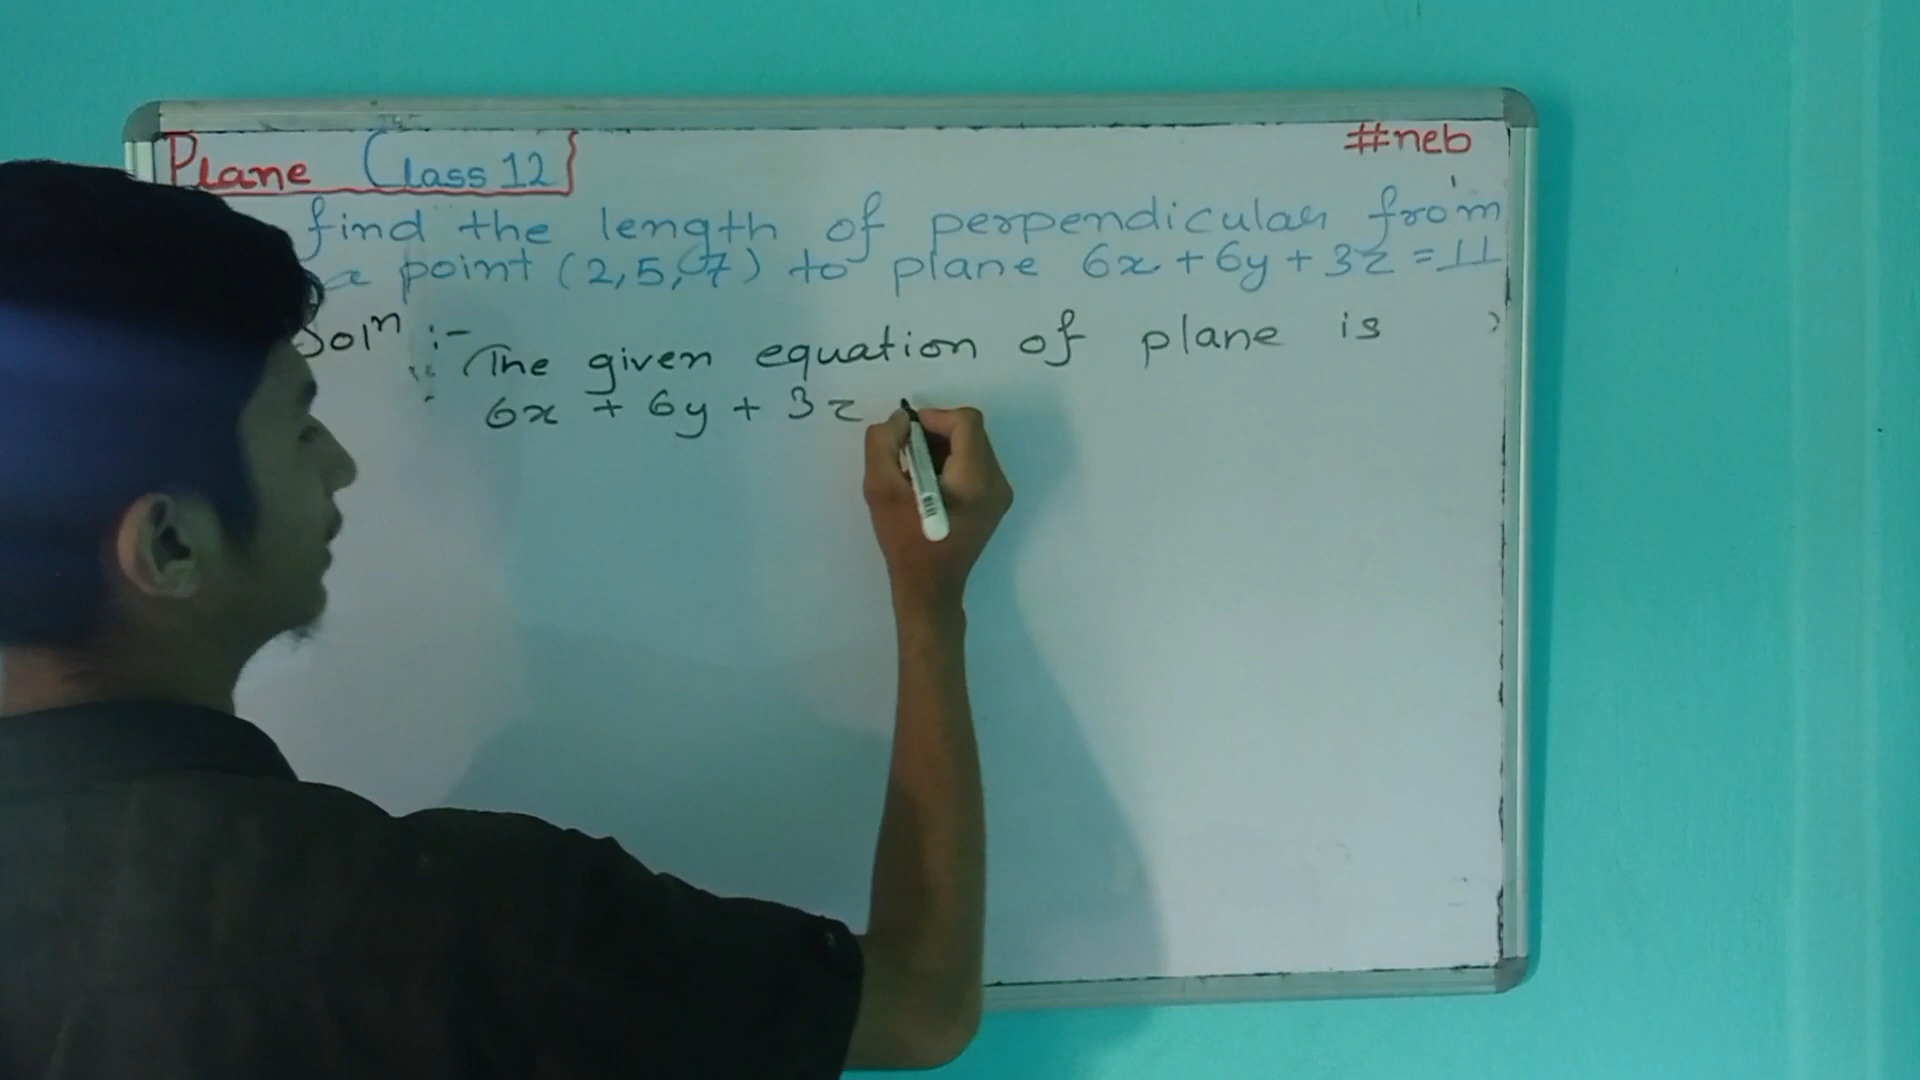 Plane Class 12
#neb
find the length of perpendicular from
a point (2,5,7) to plane 6x + 6y + 3z = 11
Solⁿ :-
The given equation of plane is
6x + 6y + 3z